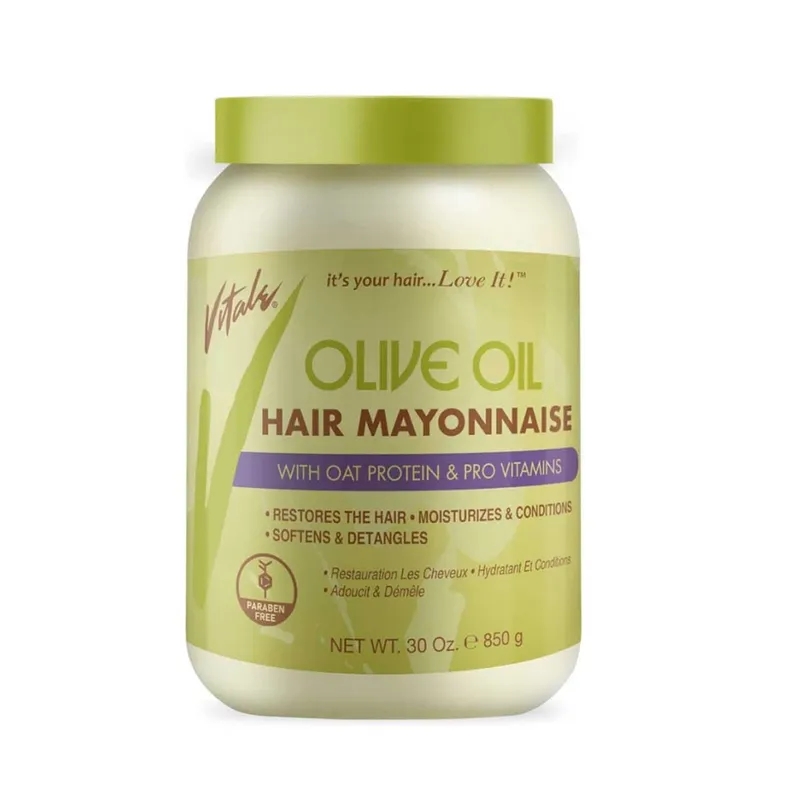 it's your hair...Love It!™
Vitale®
OLIVE OIL
HAIR MAYONNAISE
WITH OAT PROTEIN & PRO VITAMINS
• RESTORES THE HAIR • MOISTURIZES & CONDITIONS
• SOFTENS & DETANGLES
• Restauration Les Cheveux • Hydratant Et Conditions
• Adoucit & Démêle
PARABEN
FREE
NET WT. 30 Oz. ℮ 850 g